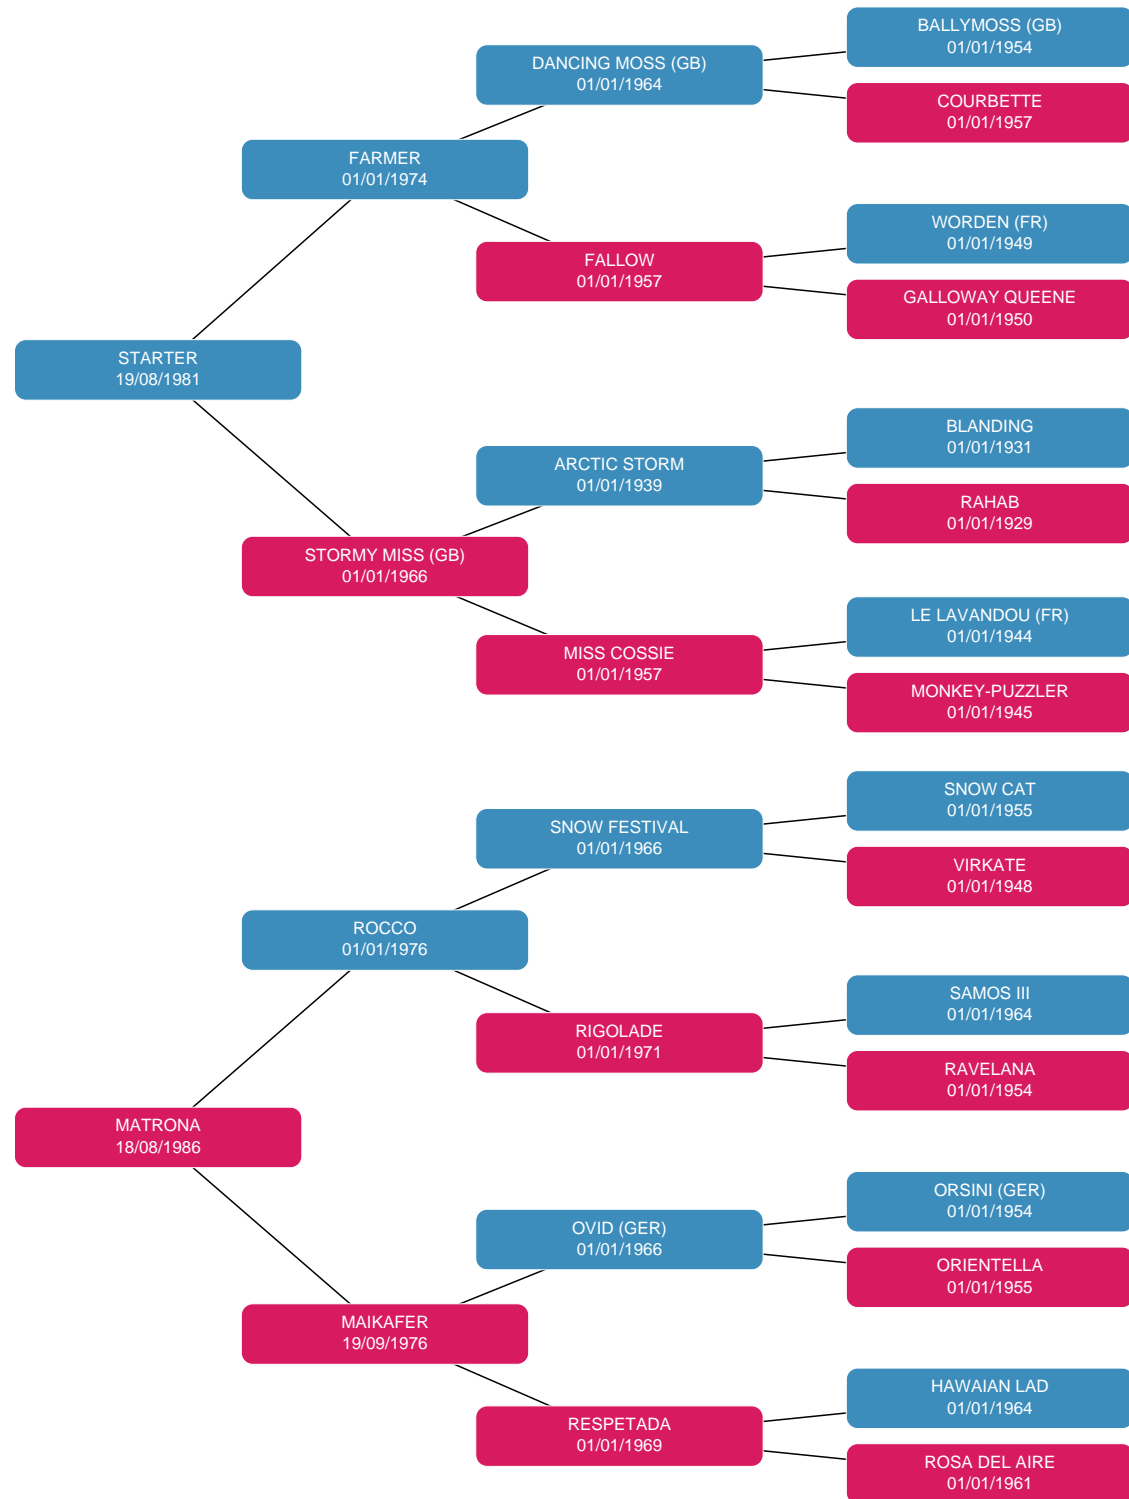 BALLYMOSS (GB)
01/01/1954
DANCING MOSS (GB)
01/01/1964
COURBETTE
01/01/1957
FARMER
01/01/1974
WORDEN (FR)
01/01/1949
FALLOW
01/01/1957
GALLOWAY QUEENE
01/01/1950
STARTER
19/08/1981
BLANDING
01/01/1931
ARCTIC STORM
01/01/1939
RAHAB
01/01/1929
STORMY MISS (GB)
01/01/1966
LE LAVANDOU (FR)
01/01/1944
MISS COSSIE
01/01/1957
MONKEY-PUZZLER
01/01/1945
SNOW CAT
01/01/1955
SNOW FESTIVAL
01/01/1966
VIRKATE
01/01/1948
ROCCO
01/01/1976
SAMOS III
01/01/1964
RIGOLADE
01/01/1971
RAVELANA
01/01/1954
MATRONA
18/08/1986
ORSINI (GER)
01/01/1954
OVID (GER)
01/01/1966
ORIENTELLA
01/01/1955
MAIKAFER
19/09/1976
HAWAIAN LAD
01/01/1964
RESPETADA
01/01/1969
ROSA DEL AIRE
01/01/1961